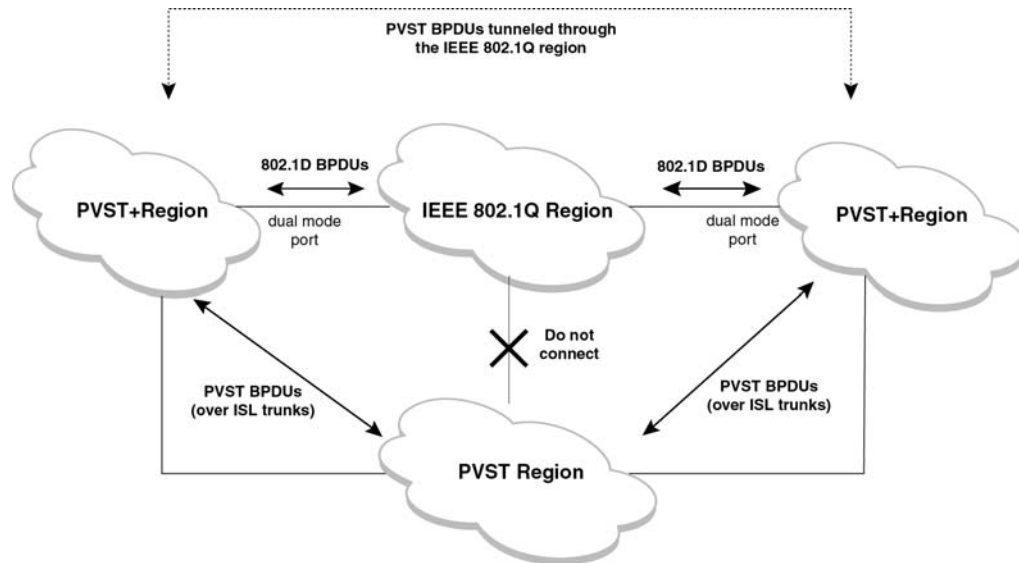 PVST BPDUs tunneled through
the IEEE 802.1Q region
802.1D BPDUs
802.1D BPDUs
PVST+Region
IEEE 802.1Q Region
PVST+Region
dual mode
port
dual mode
port
Do not
connect
PVST BPDUs
(over ISL trunks)
PVST BPDUs
(over ISL trunks)
PVST Region